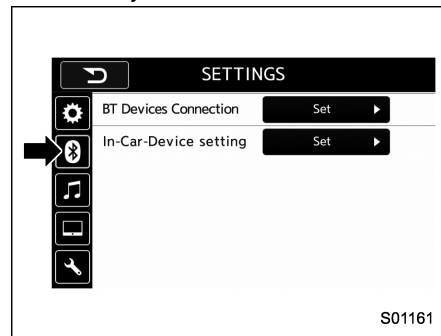 SETTINGS
BT Devices Connection Set
In-Car-Device setting Set
S01161